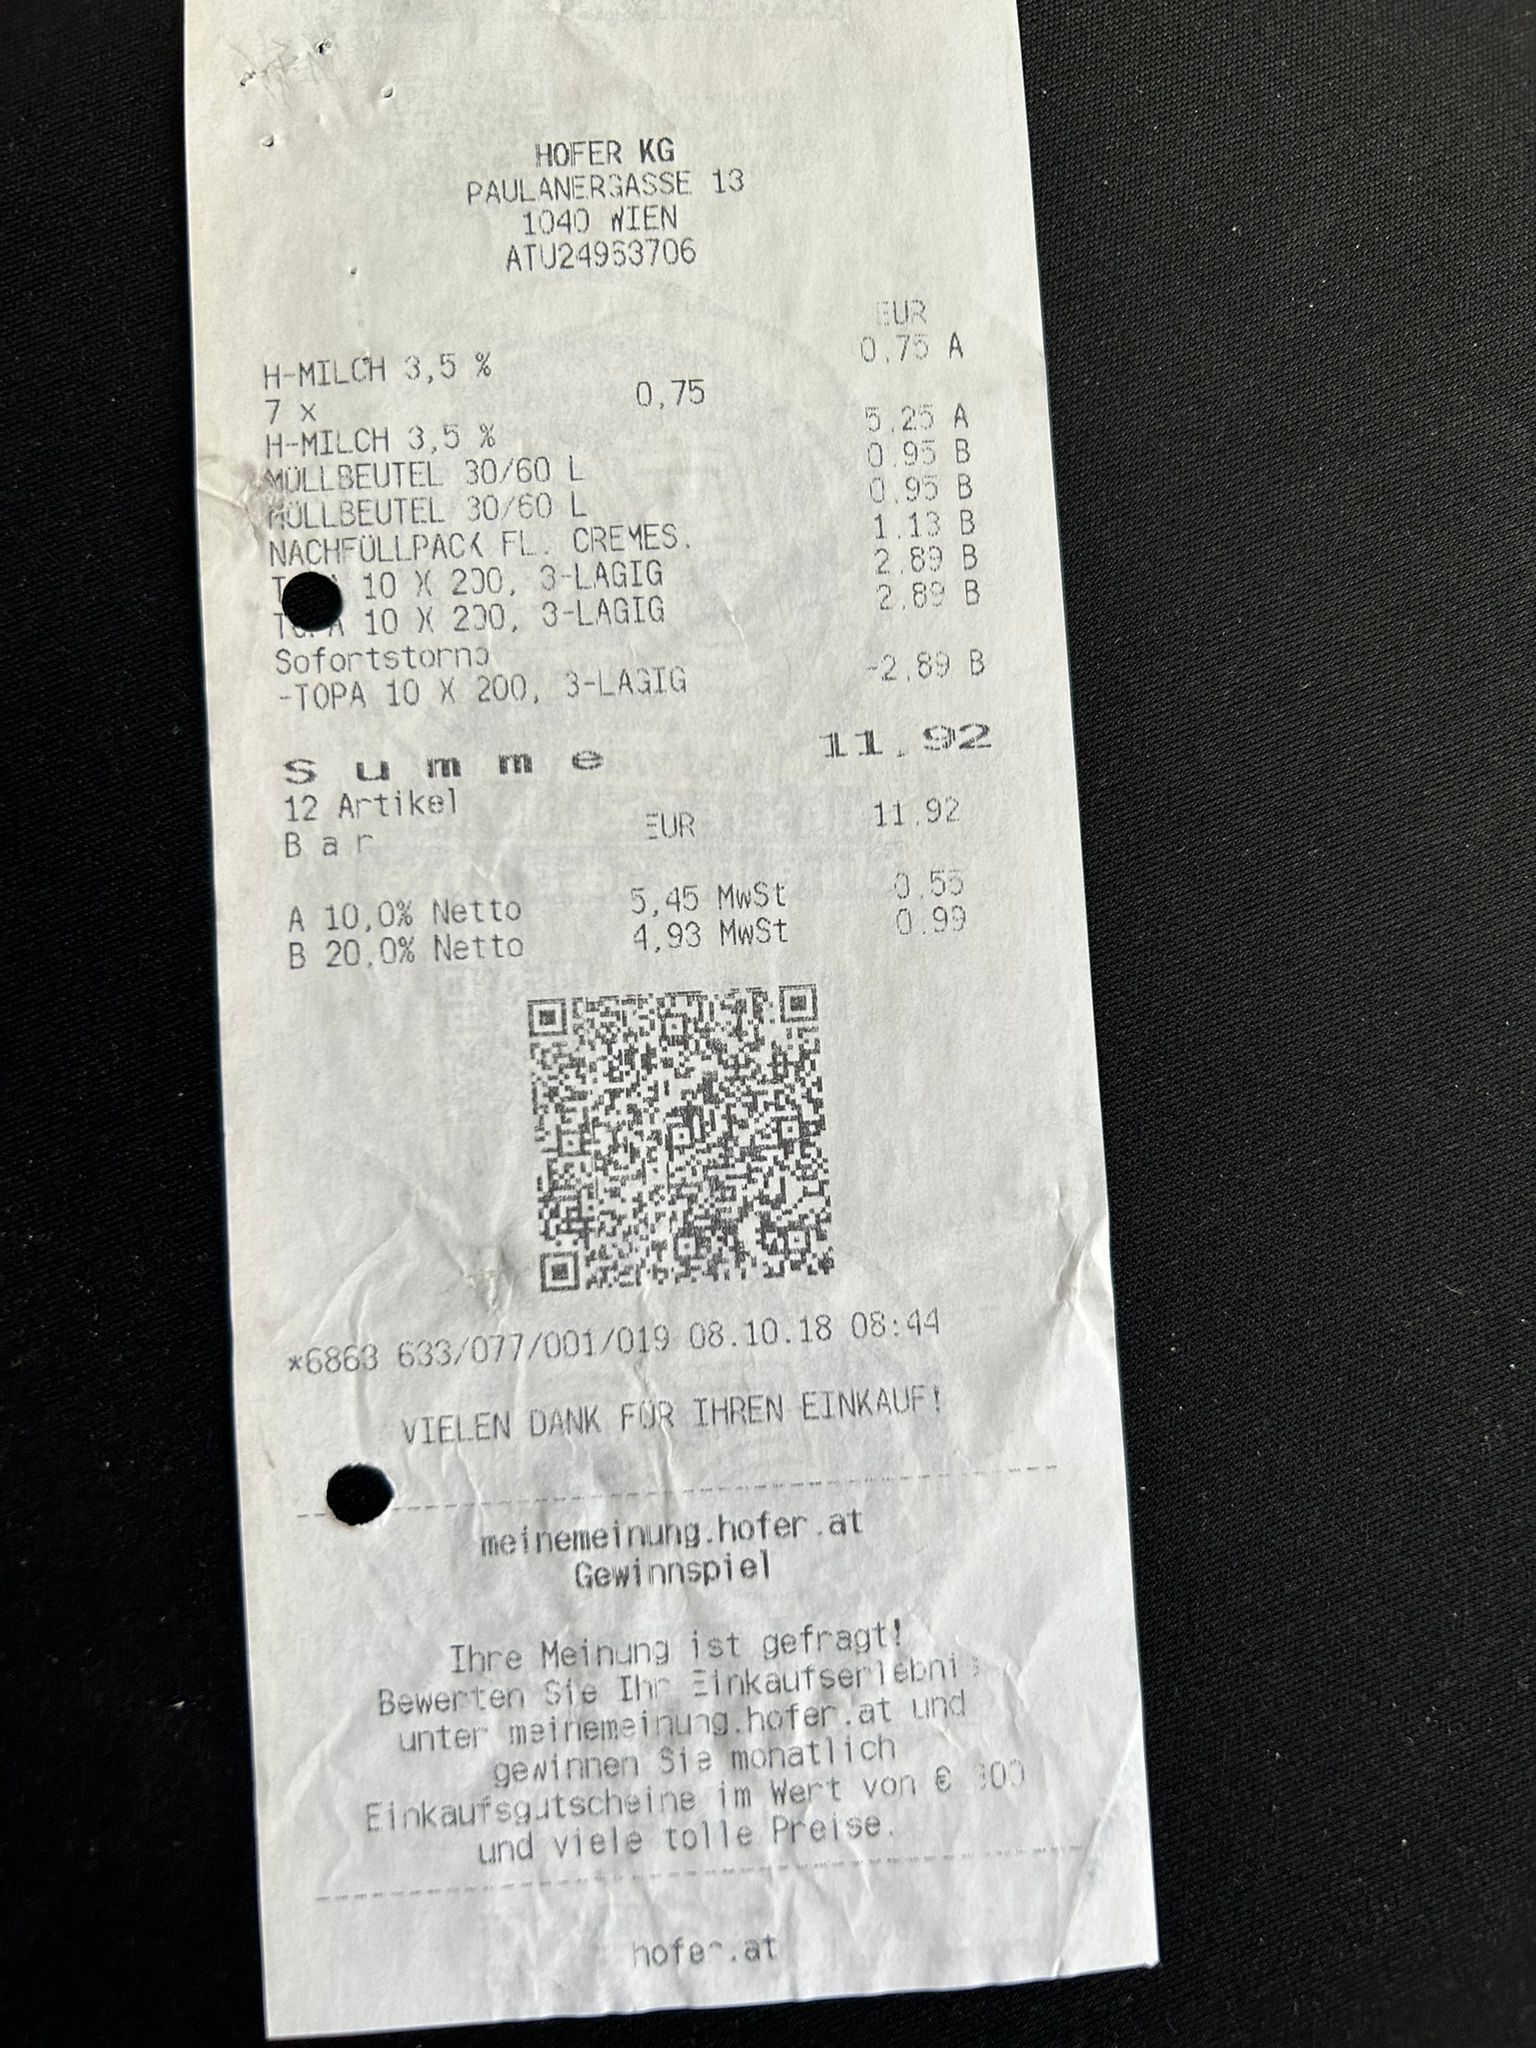 HOFER KG
PAULANERGASSE 13
1040 WIEN
ATU24953706
EUR
H-MILCH 3,5 % 0.75 A
7 x 0,75
H-MILCH 3,5 % 5.25 A
MÜLLBEUTEL 30/60 L 0.95 B
MÜLLBEUTEL 30/60 L 0.95 B
NACHFÜLLPACK FL. CREMES. 1.13 B
TOPA 10 X 200, 3-LAGIG 2.89 B
TOPA 10 X 200, 3-LAGIG 2.89 B
Sofortstorno
-TOPA 10 X 200, 3-LAGIG -2.89 B
Summe 11.92
12 Artikel
Bar EUR 11.92
A 10,0% Netto 5,45 MwSt 0.55
B 20,0% Netto 4,93 MwSt 0.99
*6863 633/077/001/019 08.10.18 08:44
VIELEN DANK FÜR IHREN EINKAUF!
meinemeinung.hofer.at
Gewinnspiel
Ihre Meinung ist gefragt!
Bewerten Sie Ihr Einkaufserlebnis
unter meinemeinung.hofer.at und
gewinnen Sie monatlich
Einkaufsgutscheine im Wert von €
und viele tolle Preise.
hofer.at